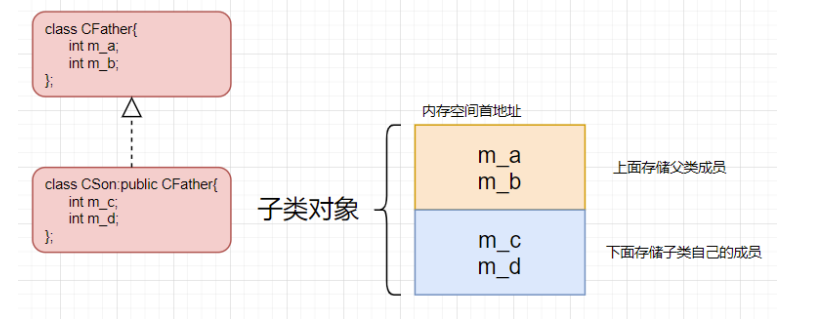 class CFather{
int m_a;
int m_b;
};
class CSon:public CFather{
int m_c;
int m_d;
};
子类对象
内存空间首地址
m_a
m_b
上面存储父类成员
m_c
m_d
下面存储子类自己的成员